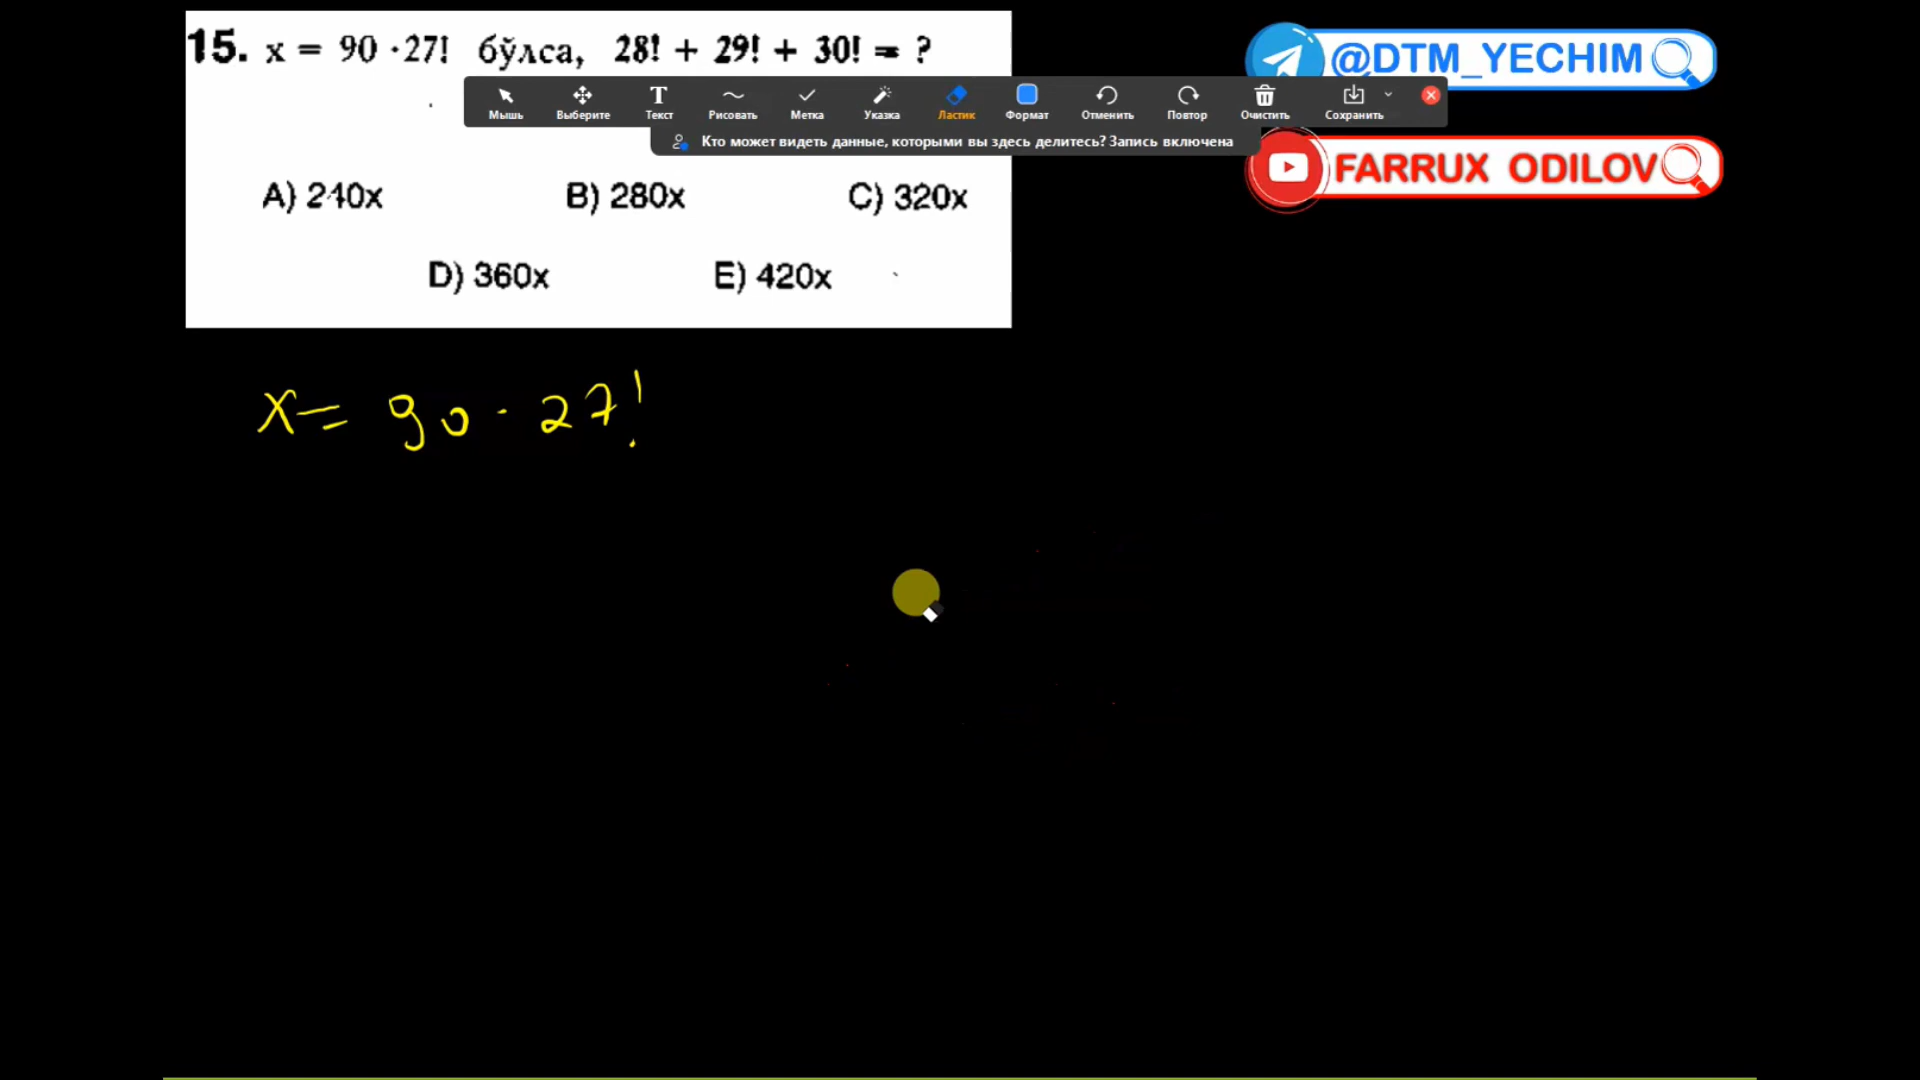 15. x = 90 · 27! бўлса, 28! + 29! + 30! = ?
Мышь Выберите Текст Рисовать Метка Указка Ластик Формат Отменить Повтор Очистить Сохранить
Кто может видеть данные, которыми вы здесь делитесь? Запись включена
A) 240x B) 280x C) 320x
D) 360x E) 420x
@DTM_YECHIM
FARRUX ODILOV
x = 90 · 27!